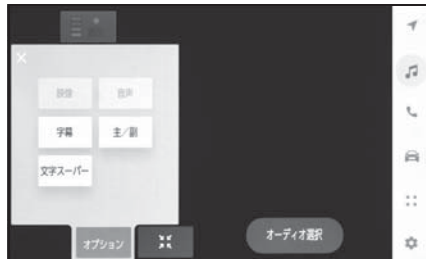 映像 音声
字幕 主／副
文字スーパー
オプション
オーディオ選択